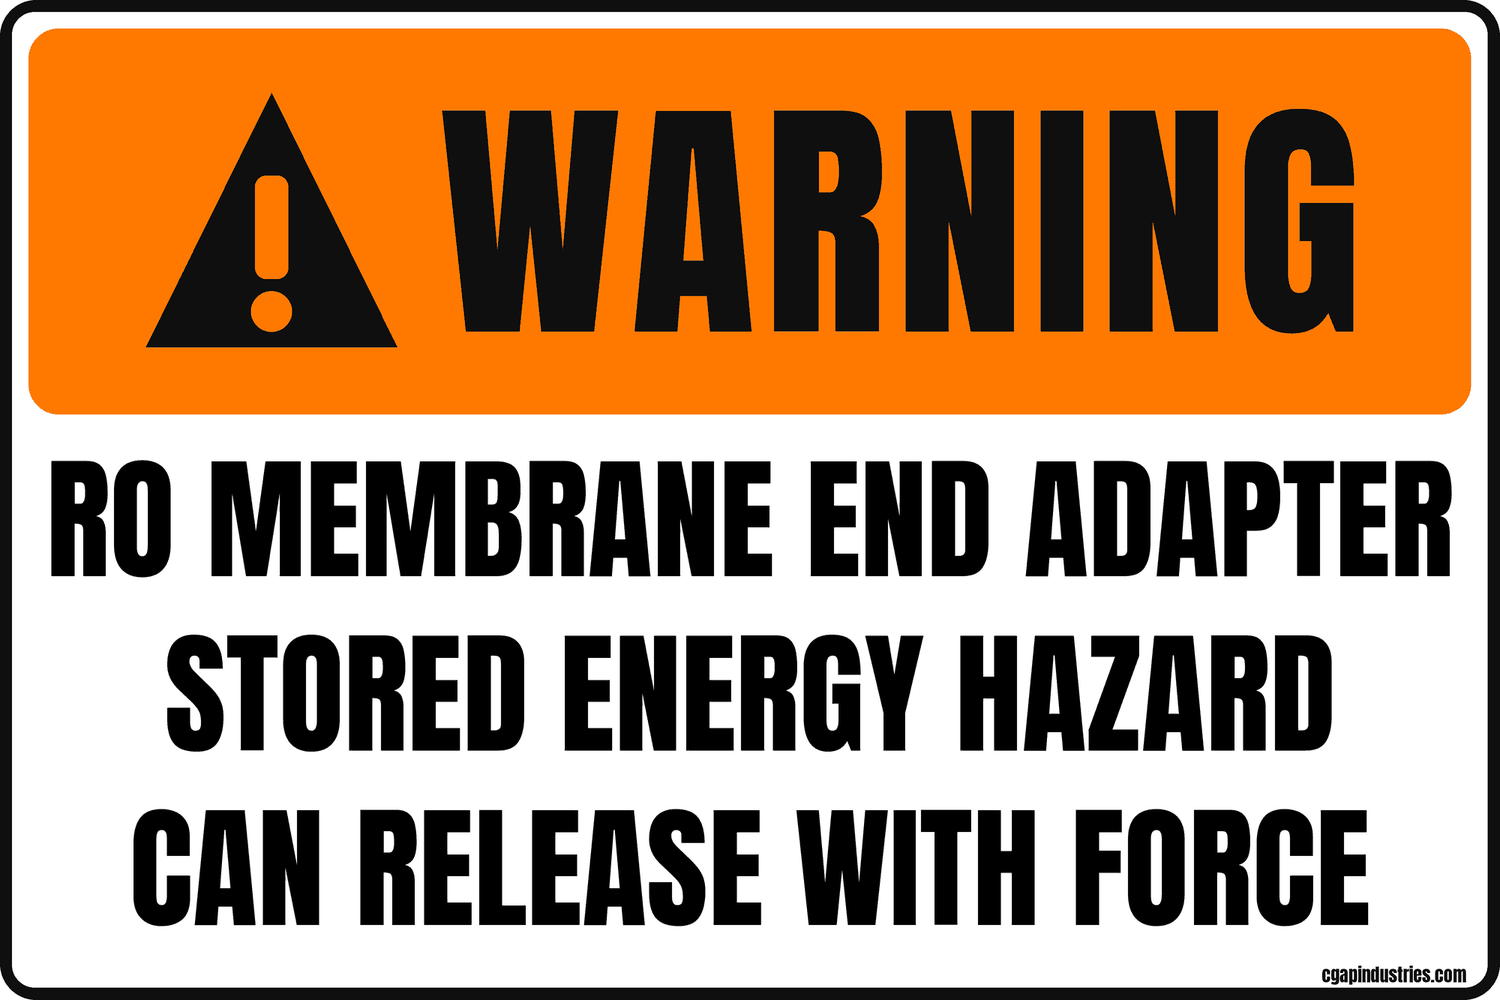 WARNING
RO MEMBRANE END ADAPTER
STORED ENERGY HAZARD
CAN RELEASE WITH FORCE
cgapindustries.com